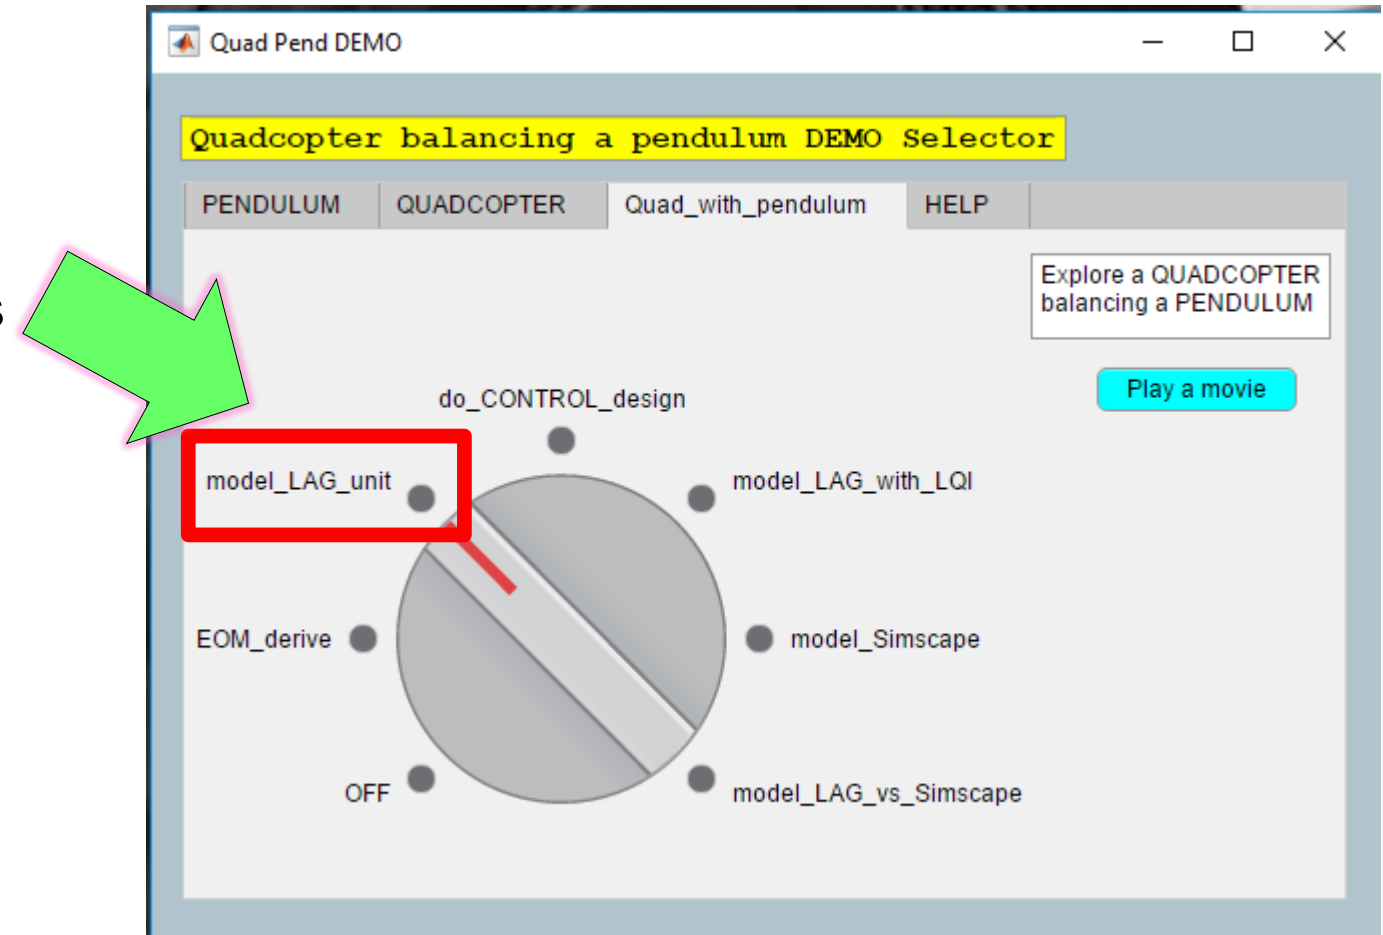 Quad Pend DEMO
Quadcopter balancing a pendulum DEMO Selector
PENDULUM QUADCOPTER Quad_with_pendulum HELP
Explore a QUADCOPTER
balancing a PENDULUM
Play a movie
do_CONTROL_design
model_LAG_unit
model_LAG_with_LQI
EOM_derive
model_Simscape
OFF
model_LAG_vs_Simscape